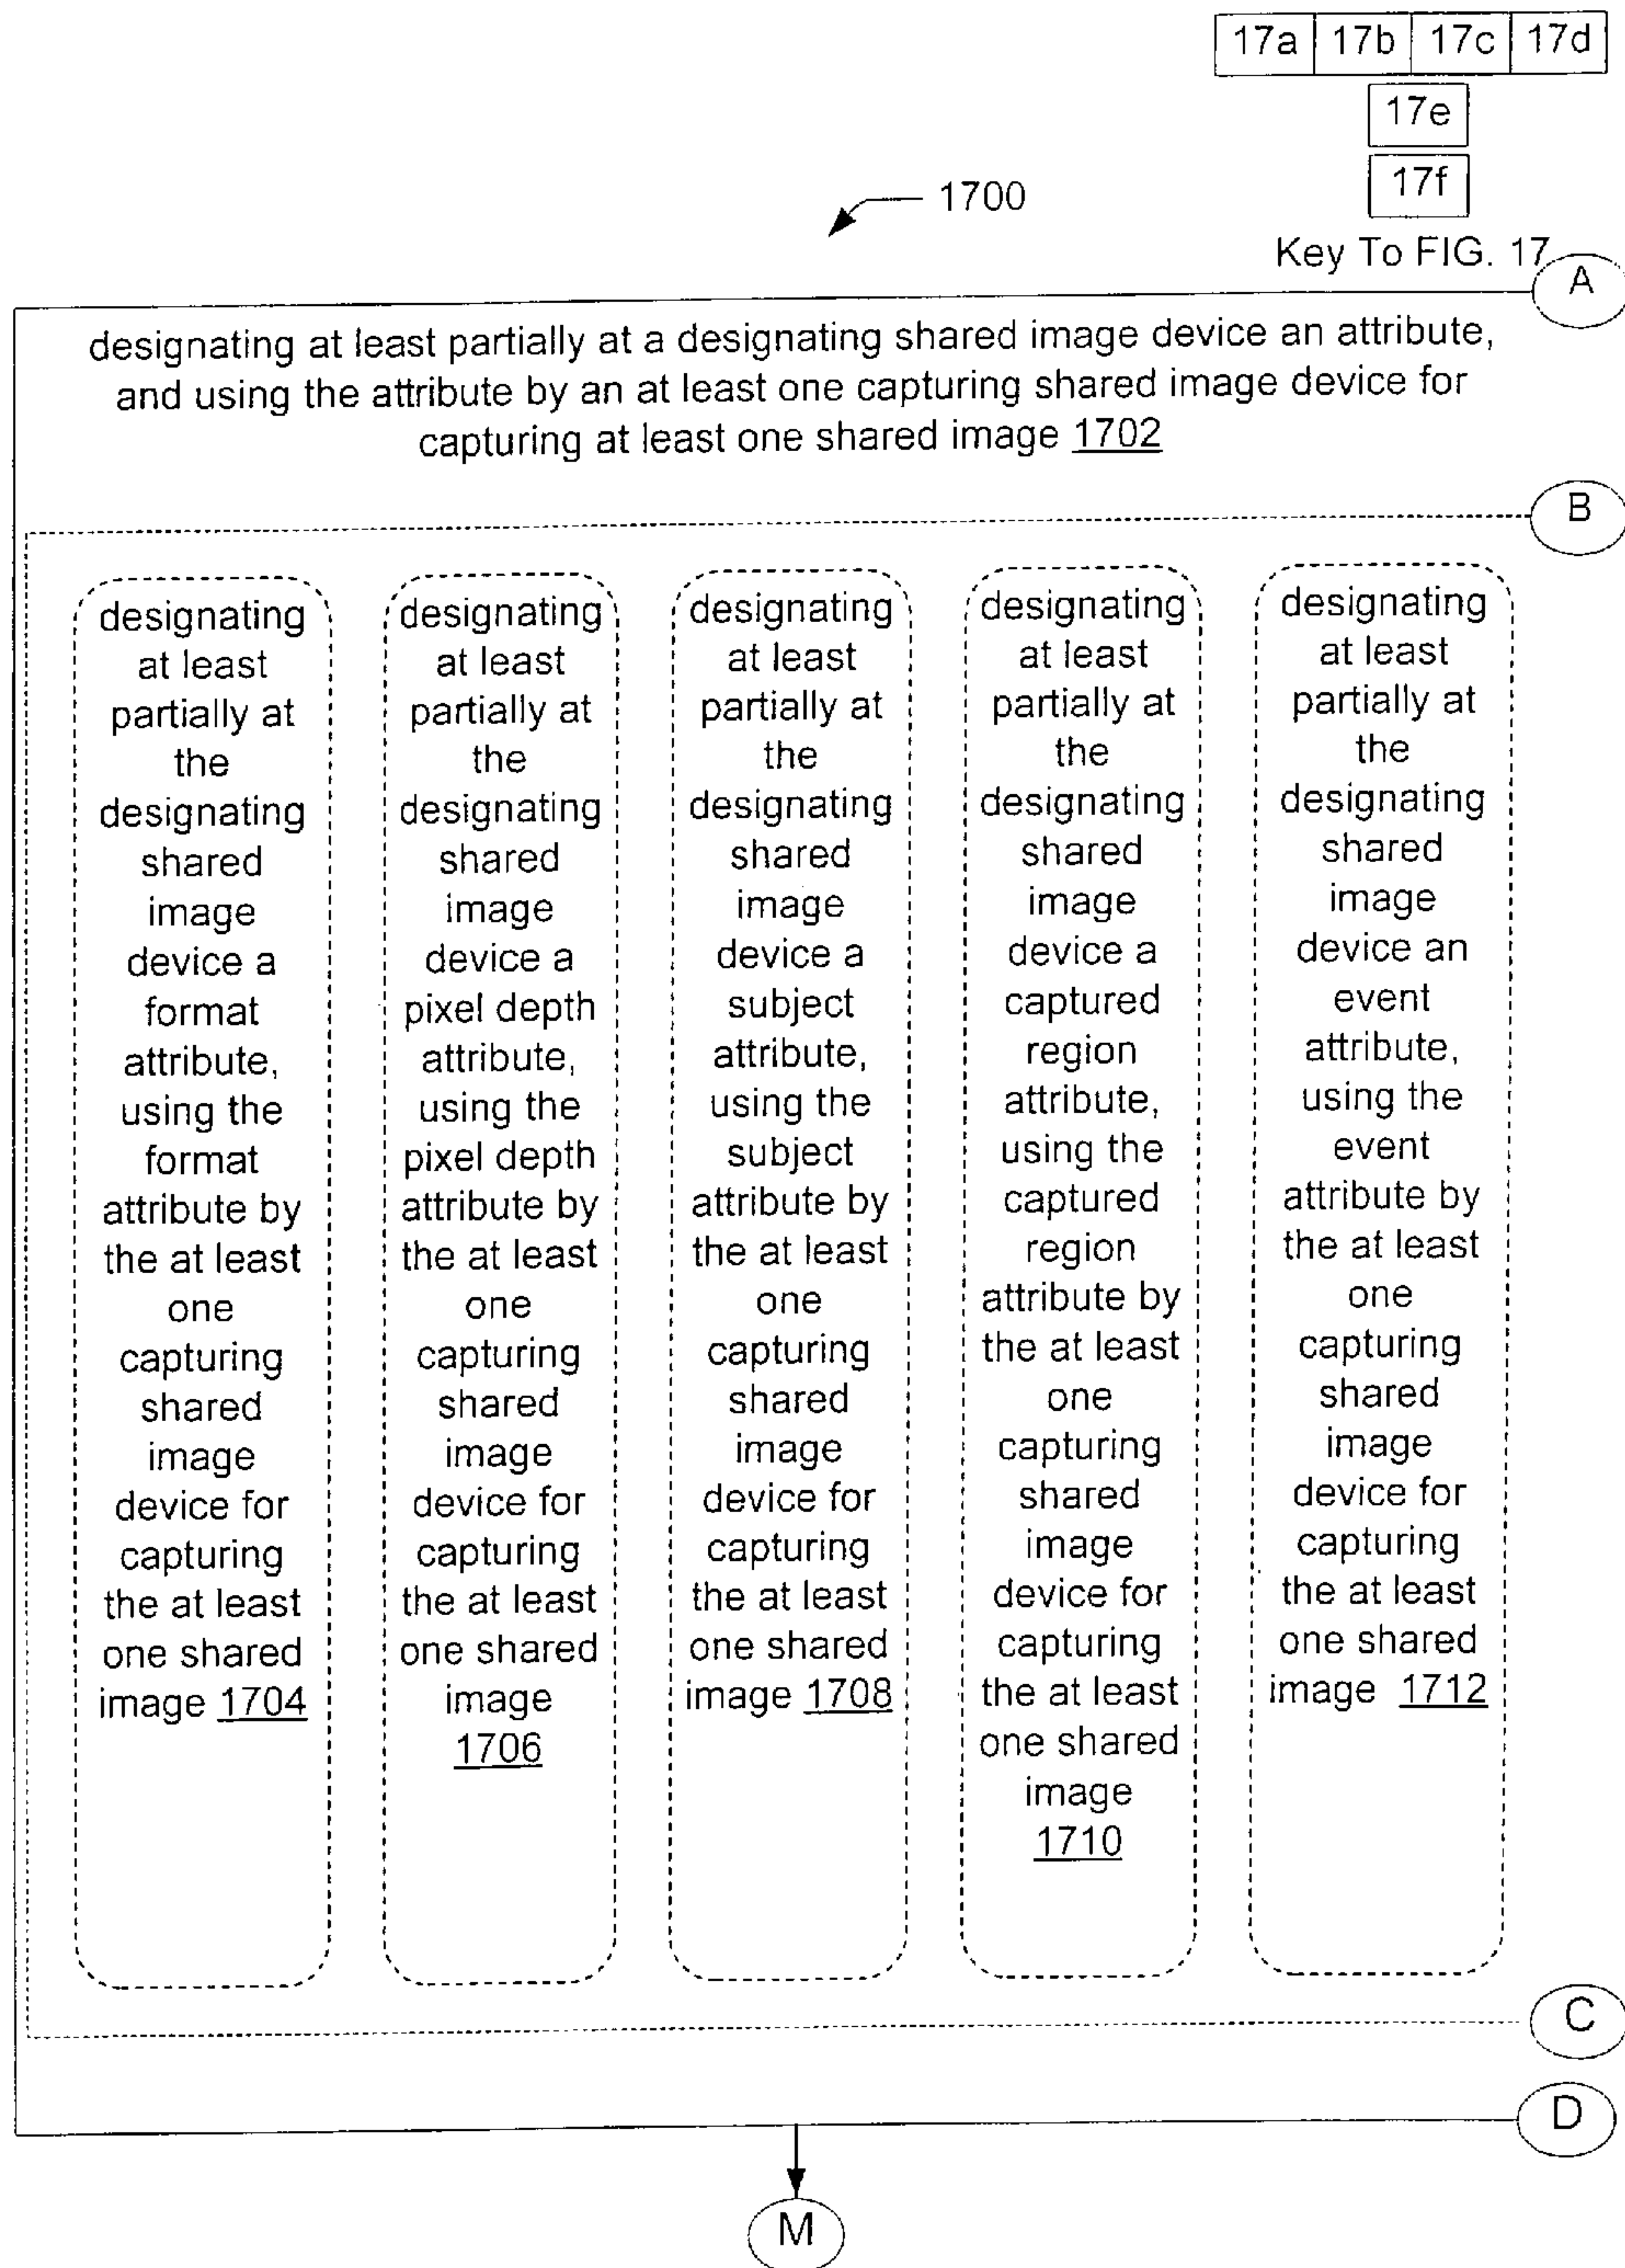 17a 17b 17c 17d
17e
17f
1700
Key To FIG. 17
A
designating at least partially at a designating shared image device an attribute,
and using the attribute by an at least one capturing shared image device for
capturing at least one shared image 1702
B
designating
at least
partially at
the
designating
shared
image
device a
format
attribute,
using the
format
attribute by
the at least
one
capturing
shared
image
device for
capturing
the at least
one shared
image 1704
designating
at least
partially at
the
designating
shared
image
device a
pixel depth
attribute,
using the
pixel depth
attribute by
the at least
one
capturing
shared
image
device for
capturing
the at least
one shared
image
1706
designating
at least
partially at
the
designating
shared
image
device a
subject
attribute,
using the
subject
attribute by
the at least
one
capturing
shared
image
device for
capturing
the at least
one shared
image 1708
designating
at least
partially at
the
designating
shared
image
device a
captured
region
attribute,
using the
captured
region
attribute by
the at least
one
capturing
shared
image
device for
capturing
the at least
one shared
image
1710
designating
at least
partially at
the
designating
shared
image
device an
event
attribute,
using the
event
attribute by
the at least
one
capturing
shared
image
device for
capturing
the at least
one shared
image 1712
C
D
M